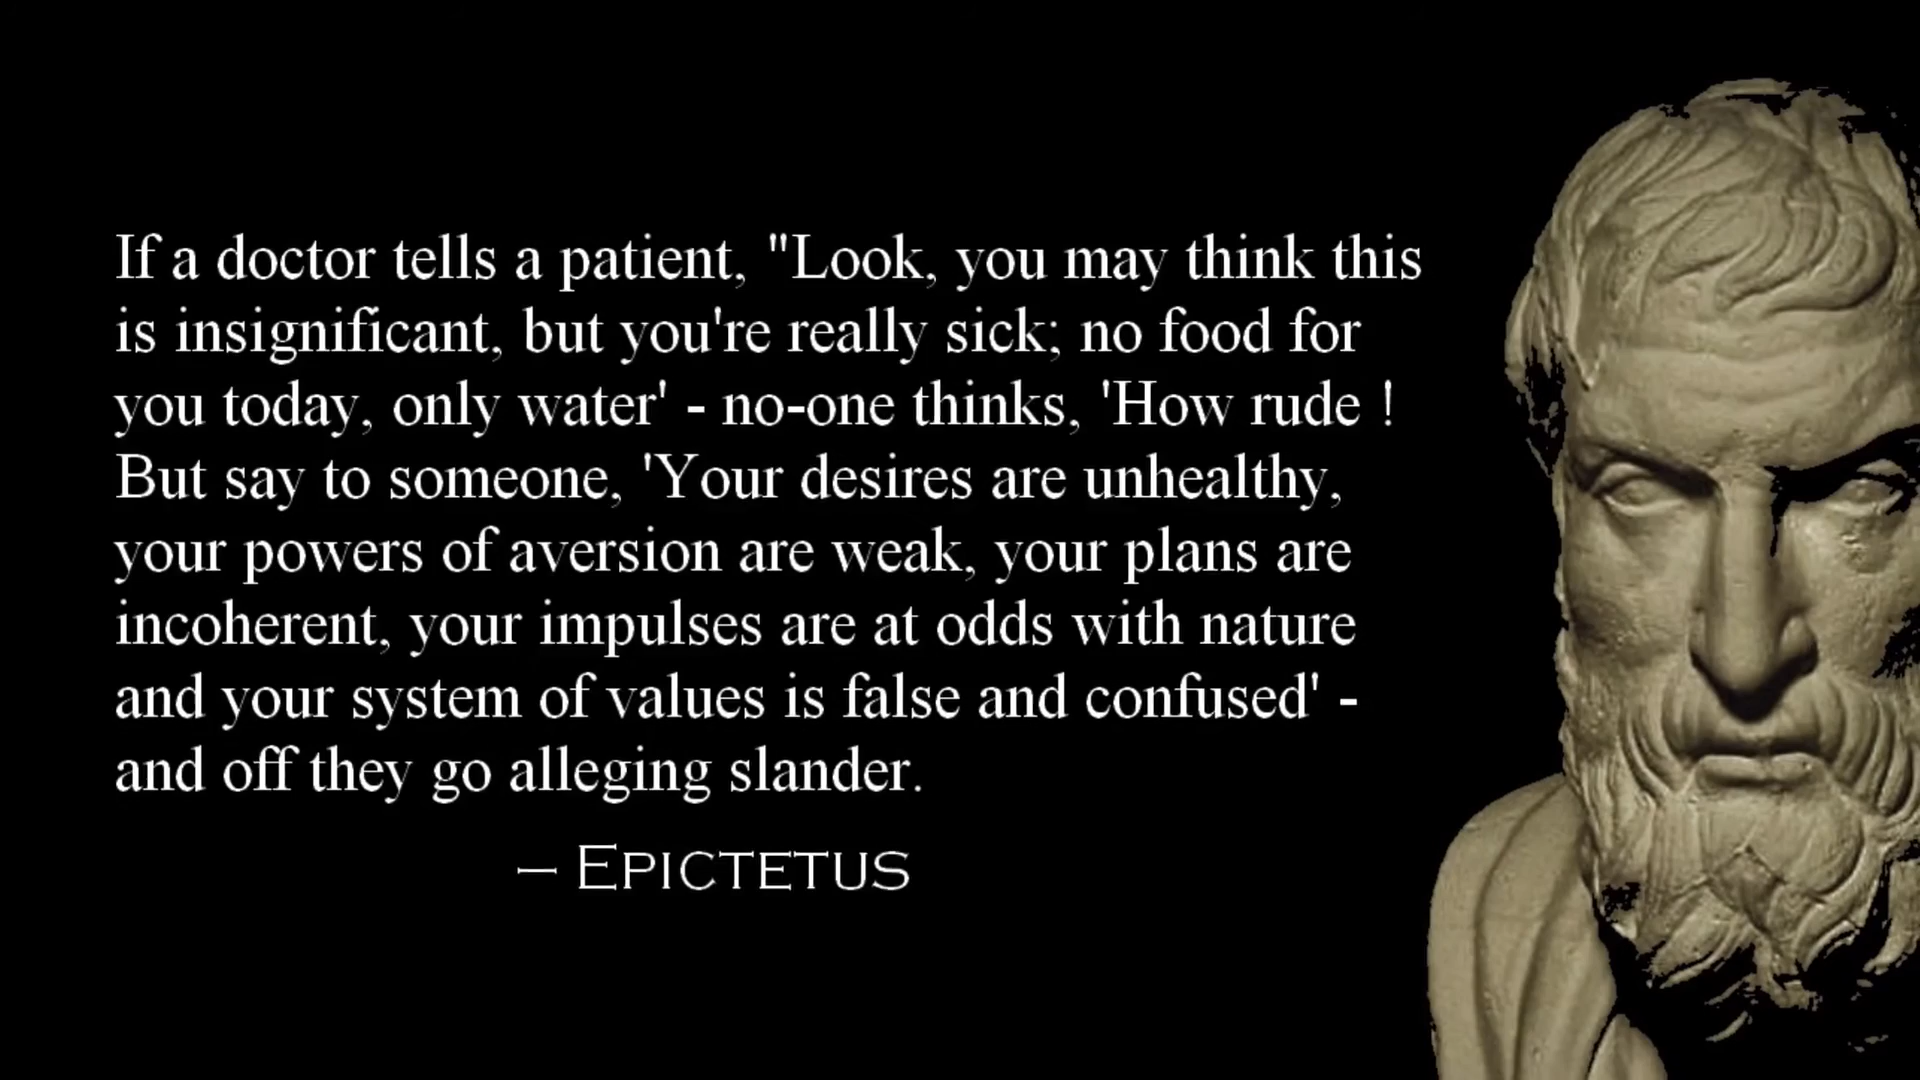 If a doctor tells a patient, "Look, you may think this
is insignificant, but you're really sick; no food for
you today, only water' - no-one thinks, 'How rude !
But say to someone, 'Your desires are unhealthy,
your powers of aversion are weak, your plans are
incoherent, your impulses are at odds with nature
and your system of values is false and confused' -
and off they go alleging slander.
– EPICTETUS